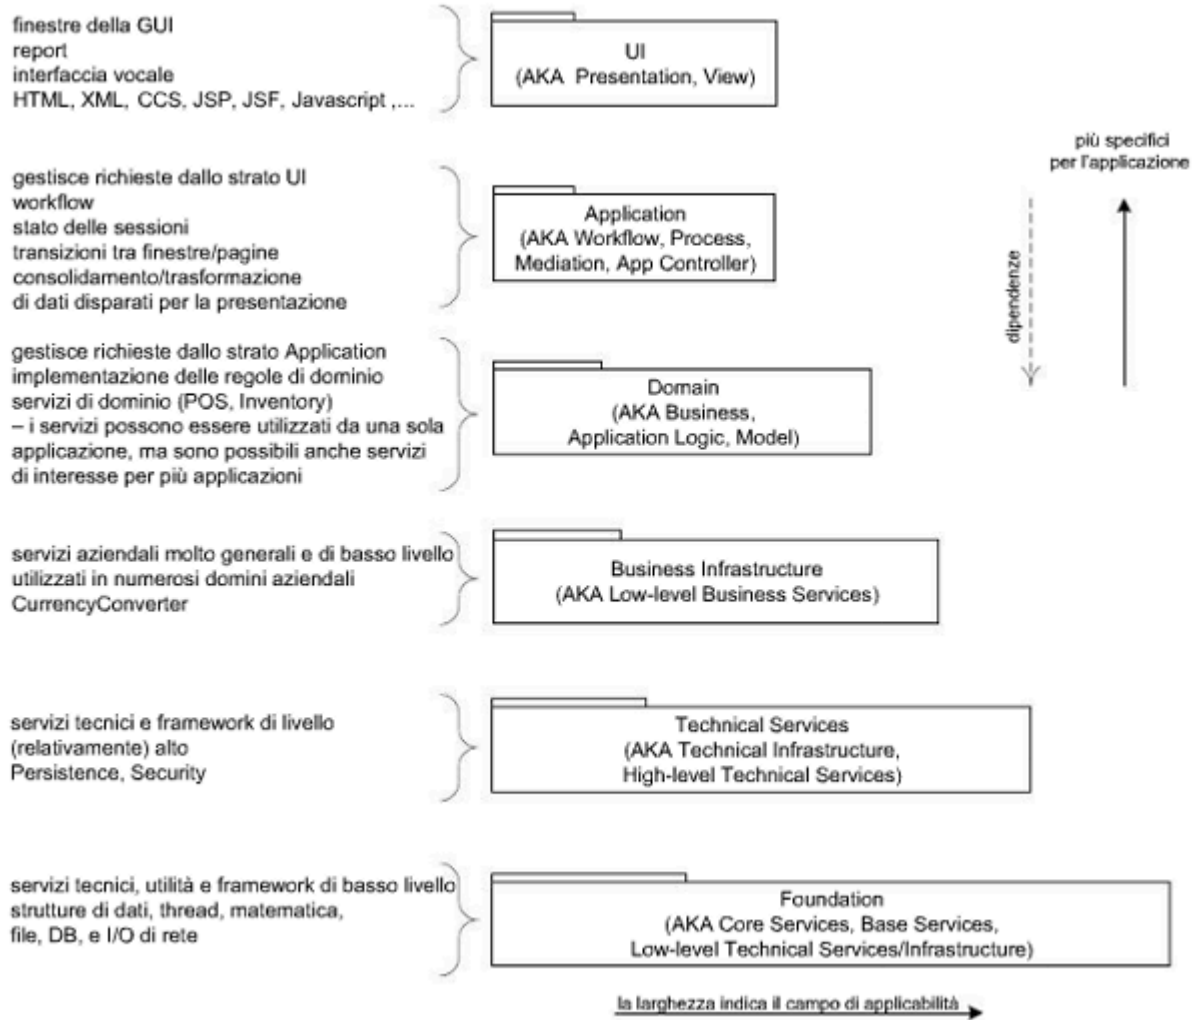 finestre della GUI
report
interfaccia vocale
HTML, XML, CCS, JSP, JSF, Javascript ,...
UI
(AKA Presentation, View)
più specifici
per l'applicazione
gestisce richieste dallo strato UI
workflow
stato delle sessioni
transizioni tra finestre/pagine
consolidamento/trasformazione
di dati disparati per la presentazione
Application
(AKA Workflow, Process,
Mediation, App Controller)
dipendenze
gestisce richieste dallo strato Application
implementazione delle regole di dominio
servizi di dominio (POS, Inventory)
– i servizi possono essere utilizzati da una sola
applicazione, ma sono possibili anche servizi
di interesse per più applicazioni
Domain
(AKA Business,
Application Logic, Model)
servizi aziendali molto generali e di basso livello
utilizzati in numerosi domini aziendali
CurrencyConverter
Business Infrastructure
(AKA Low-level Business Services)
servizi tecnici e framework di livello
(relativamente) alto
Persistence, Security
Technical Services
(AKA Technical Infrastructure,
High-level Technical Services)
servizi tecnici, utilità e framework di basso livello
strutture di dati, thread, matematica,
file, DB, e I/O di rete
Foundation
(AKA Core Services, Base Services,
Low-level Technical Services/Infrastructure)
la larghezza indica il campo di applicabilità